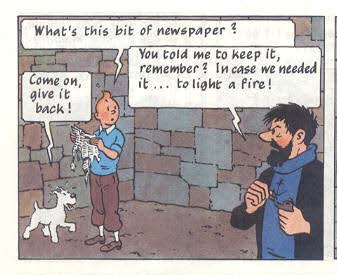 What's this bit of newspaper?
You told me to keep it,
remember? In case we needed
it... to light a fire!
Come on,
give it
back!